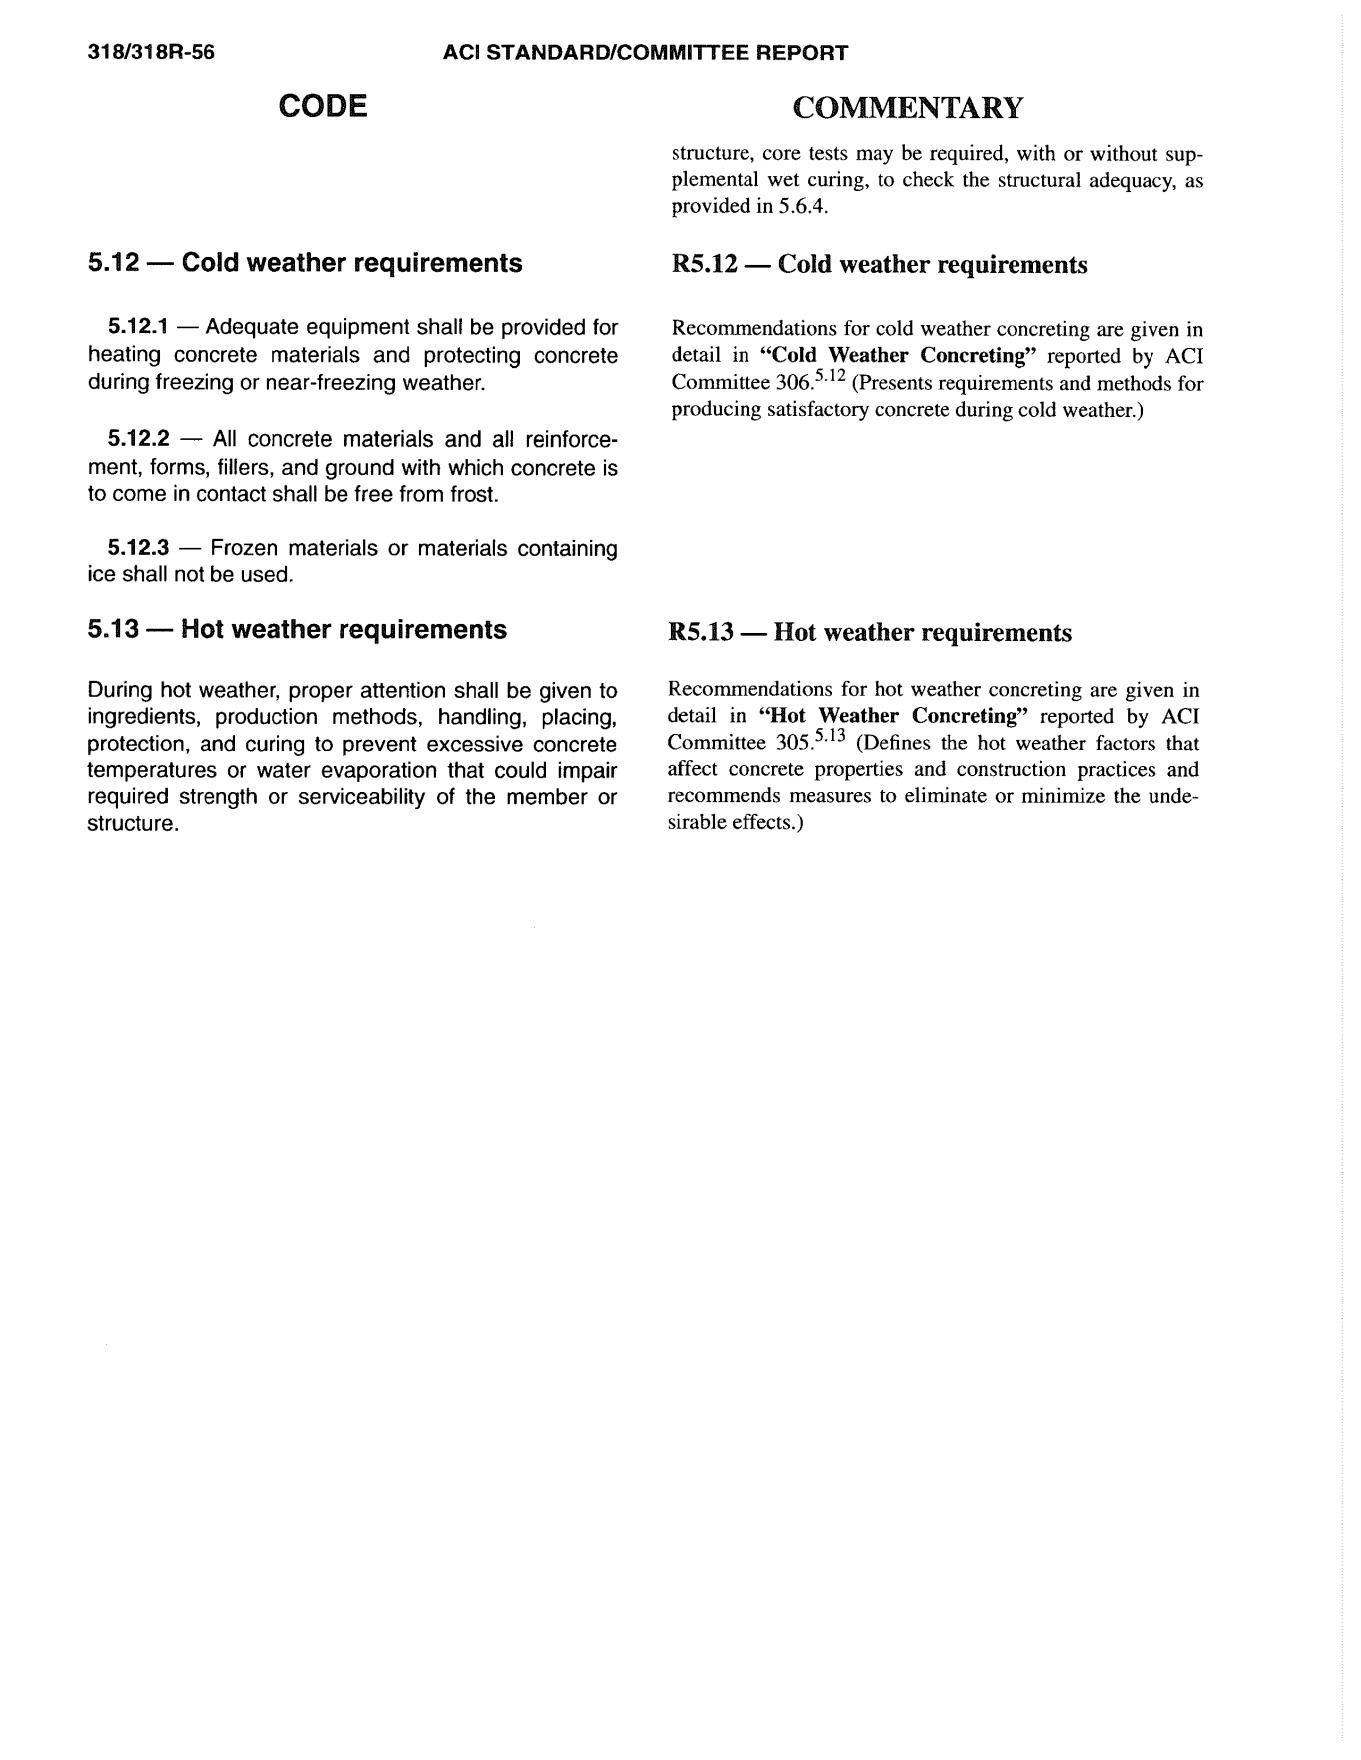 318/318R-56
ACI STANDARD/COMMITTEE REPORT
CODE
5.12 — Cold weather requirements
5.12.1 — Adequate equipment shall be provided for
heating concrete materials and protecting concrete
during freezing or near-freezing weather.
5.12.2 — All concrete materials and all reinforce-
ment, forms, fillers, and ground with which concrete is
to come in contact shall be free from frost.
5.12.3 — Frozen materials or materials containing
ice shall not be used.
5.13 — Hot weather requirements
During hot weather, proper attention shall be given to
ingredients, production methods, handling, placing,
protection, and curing to prevent excessive concrete
temperatures or water evaporation that could impair
required strength or serviceability of the member or
structure.
COMMENTARY
structure, core tests may be required, with or without sup-
plemental wet curing, to check the structural adequacy, as
provided in 5.6.4.
R5.12 — Cold weather requirements
Recommendations for cold weather concreting are given in
detail in “Cold Weather Concreting” reported by ACI
Committee 306.5.12 (Presents requirements and methods for
producing satisfactory concrete during cold weather.)
R5.13 — Hot weather requirements
Recommendations for hot weather concreting are given in
detail in “Hot Weather Concreting” reported by ACI
Committee 305.5.13 (Defines the hot weather factors that
affect concrete properties and construction practices and
recommends measures to eliminate or minimize the unde-
sirable effects.)